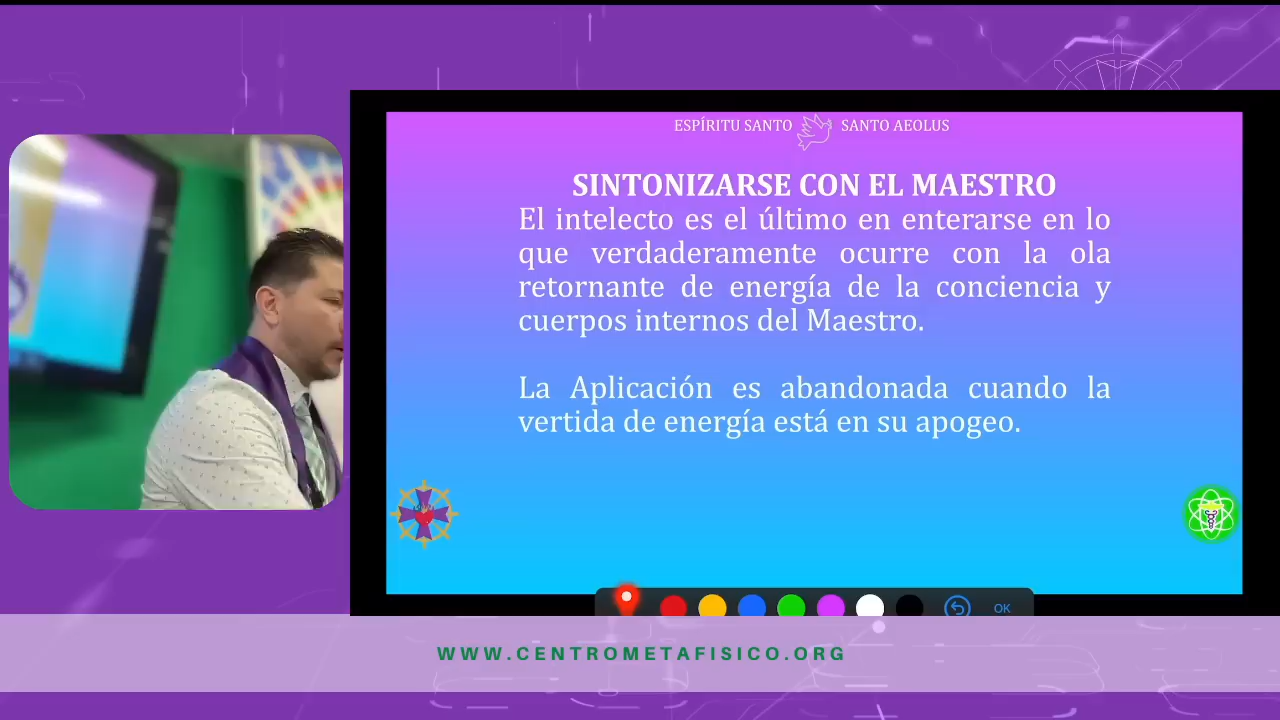 ESPÍRITU SANTO SANTO AEOLUS
SINTONIZARSE CON EL MAESTRO
El intelecto es el último en enterarse en lo
que verdaderamente ocurre con la ola
retornante de energía de la conciencia y
cuerpos internos del Maestro.
La Aplicación es abandonada cuando la
vertida de energía está en su apogeo.
OK
WWW.CENTROMETAFISICO.ORG